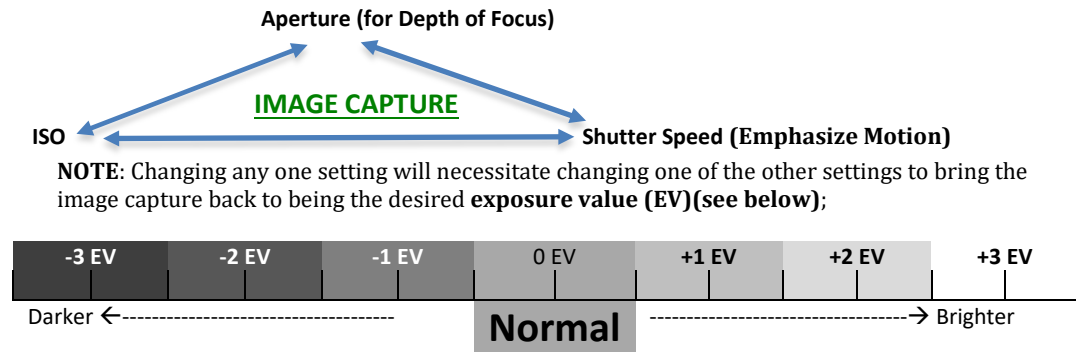 Aperture (for Depth of Focus)
IMAGE CAPTURE
ISO Shutter Speed (Emphasize Motion)
NOTE: Changing any one setting will necessitate changing one of the other settings to bring the
image capture back to being the desired exposure value (EV)(see below);
-3 EV -2 EV -1 EV 0 EV +1 EV +2 EV +3 EV
Darker ←------------------------------------- -----------------------------------→ Brighter
Normal